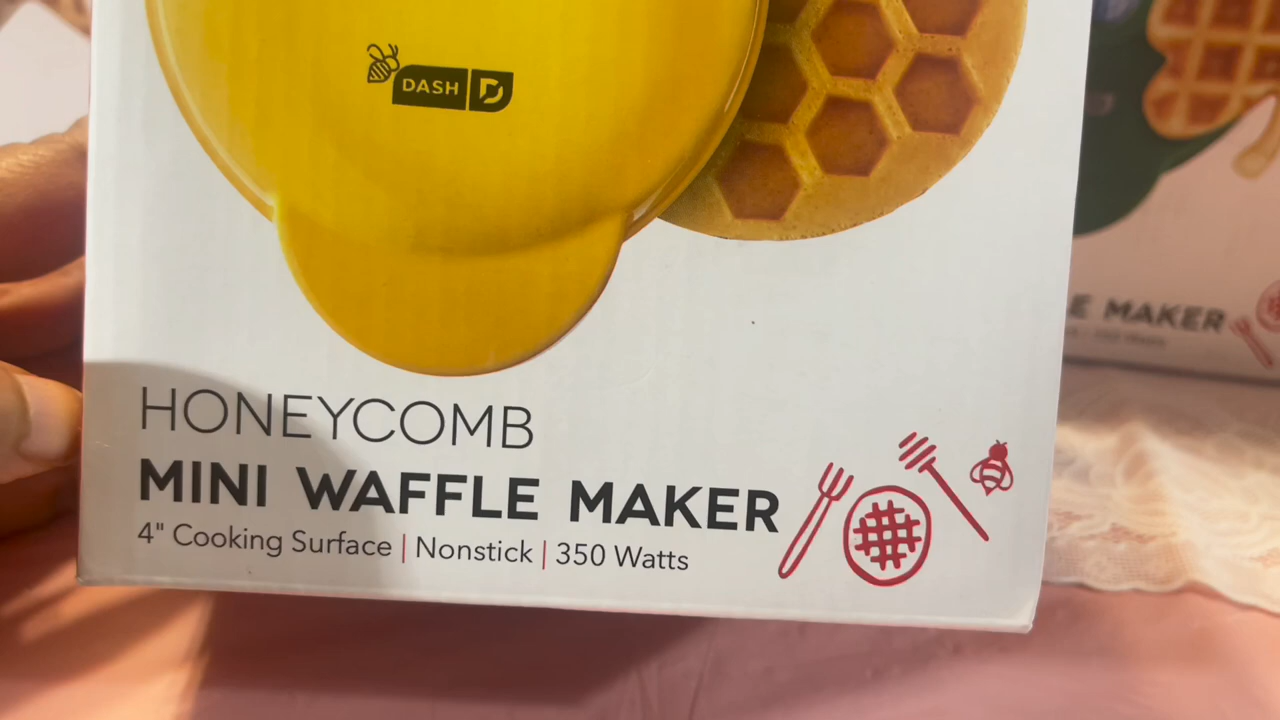 DASH
HONEYCOMB
MINI WAFFLE MAKER
4" Cooking Surface | Nonstick | 350 Watts
E MAKER